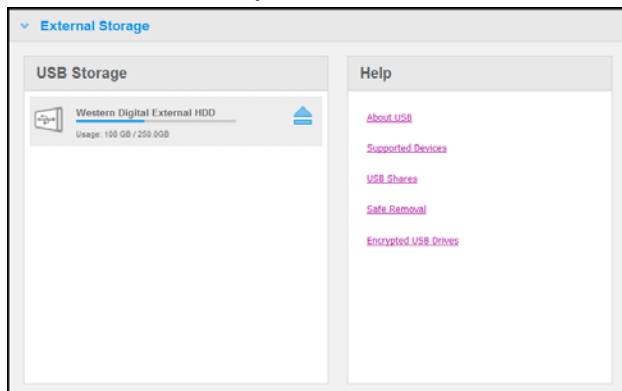 External Storage
USB Storage
Western Digital External HDD
Usage: 100 GB / 250.0GB
Help
About USB
Supported Devices
USB Shares
Safe Removal
Encrypted USB Drives